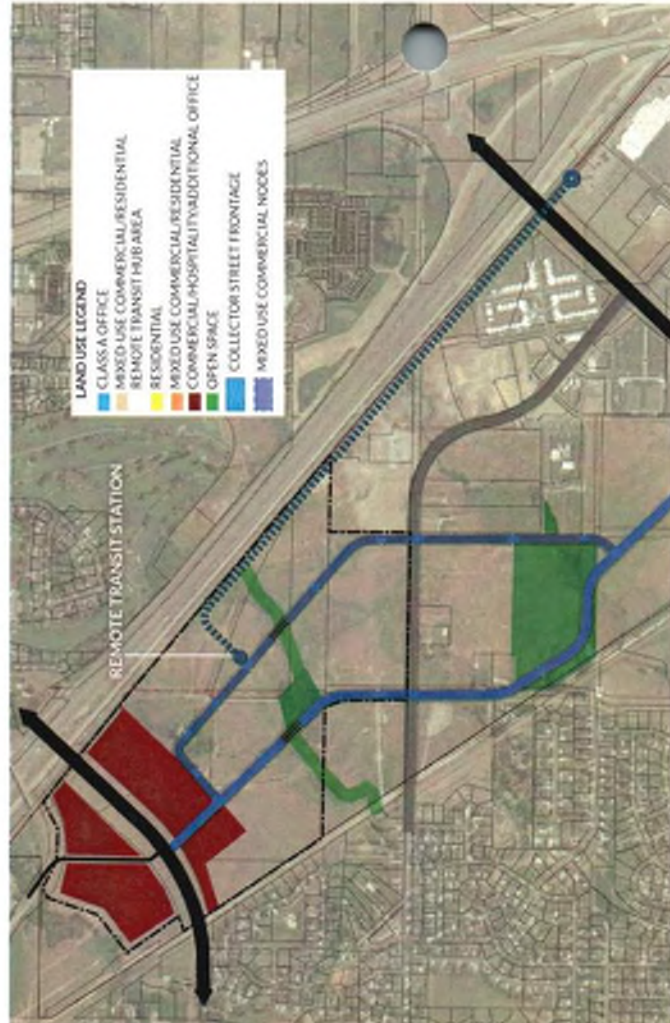 LAND USE LEGEND
CLASS A OFFICE
MIXED USE COMMERCIAL/RESIDENTIAL
REMOTE TRANSIT HUB AREA
RESIDENTIAL
MIXED USE COMMERCIAL/RESIDENTIAL
COMMERCIAL/HOSPITALITY/ADDITIONAL OFFICE
OPEN SPACE
COLLECTOR STREET FRONTAGE
MIXED USE COMMERCIAL NODES
REMOTE TRANSIT STATION